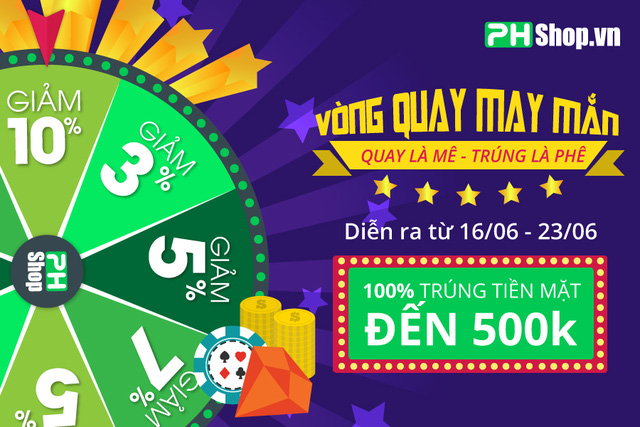 PHShop.vn
VÒNG QUAY MAY MẮN
QUAY LÀ MÊ - TRÚNG LÀ PHÊ
Diễn ra từ 16/06 - 23/06
100% TRÚNG TIỀN MẶT
ĐẾN 500k
GIẢM
10%
GIẢM
3%
GIẢM
5%
GIẢM
7%
5%
PH
Shop